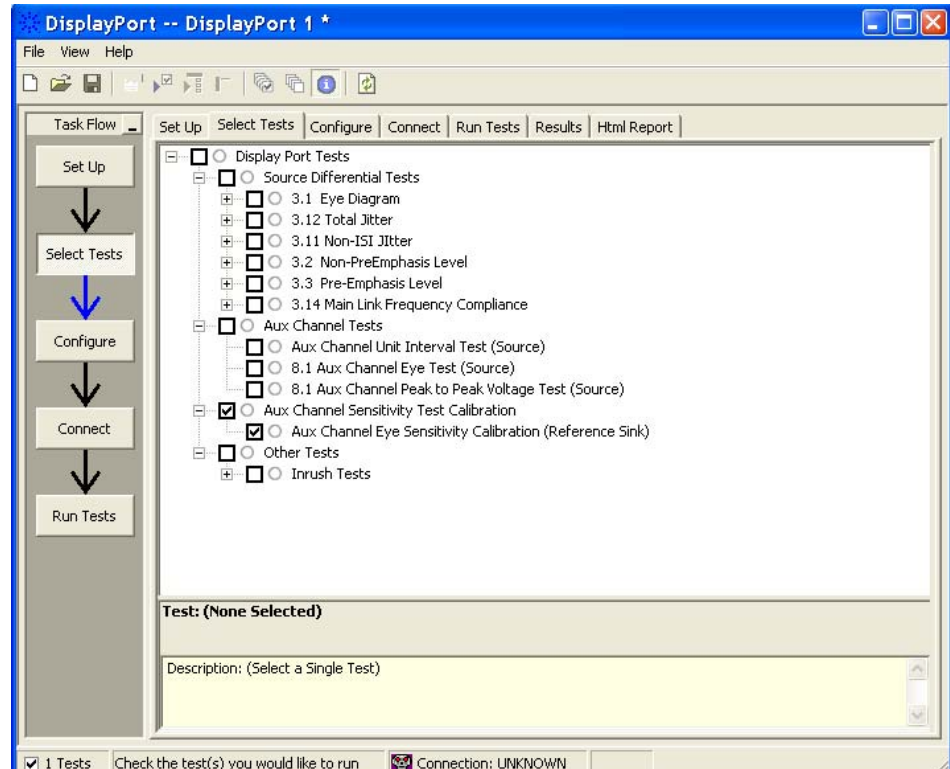 DisplayPort -- DisplayPort 1 *
File View Help
Task Flow
Set Up
Select Tests
Configure
Connect
Run Tests
Set Up Select Tests Configure Connect Run Tests Results Html Report
Display Port Tests
Source Differential Tests
3.1 Eye Diagram
3.12 Total Jitter
3.11 Non-ISI JItter
3.2 Non-PreEmphasis Level
3.3 Pre-Emphasis Level
3.14 Main Link Frequency Compliance
Aux Channel Tests
Aux Channel Unit Interval Test (Source)
8.1 Aux Channel Eye Test (Source)
8.1 Aux Channel Peak to Peak Voltage Test (Source)
Aux Channel Sensitivity Test Calibration
Aux Channel Eye Sensitivity Calibration (Reference Sink)
Other Tests
Inrush Tests
Test: (None Selected)
Description: (Select a Single Test)
1 Tests Check the test(s) you would like to run Connection: UNKNOWN